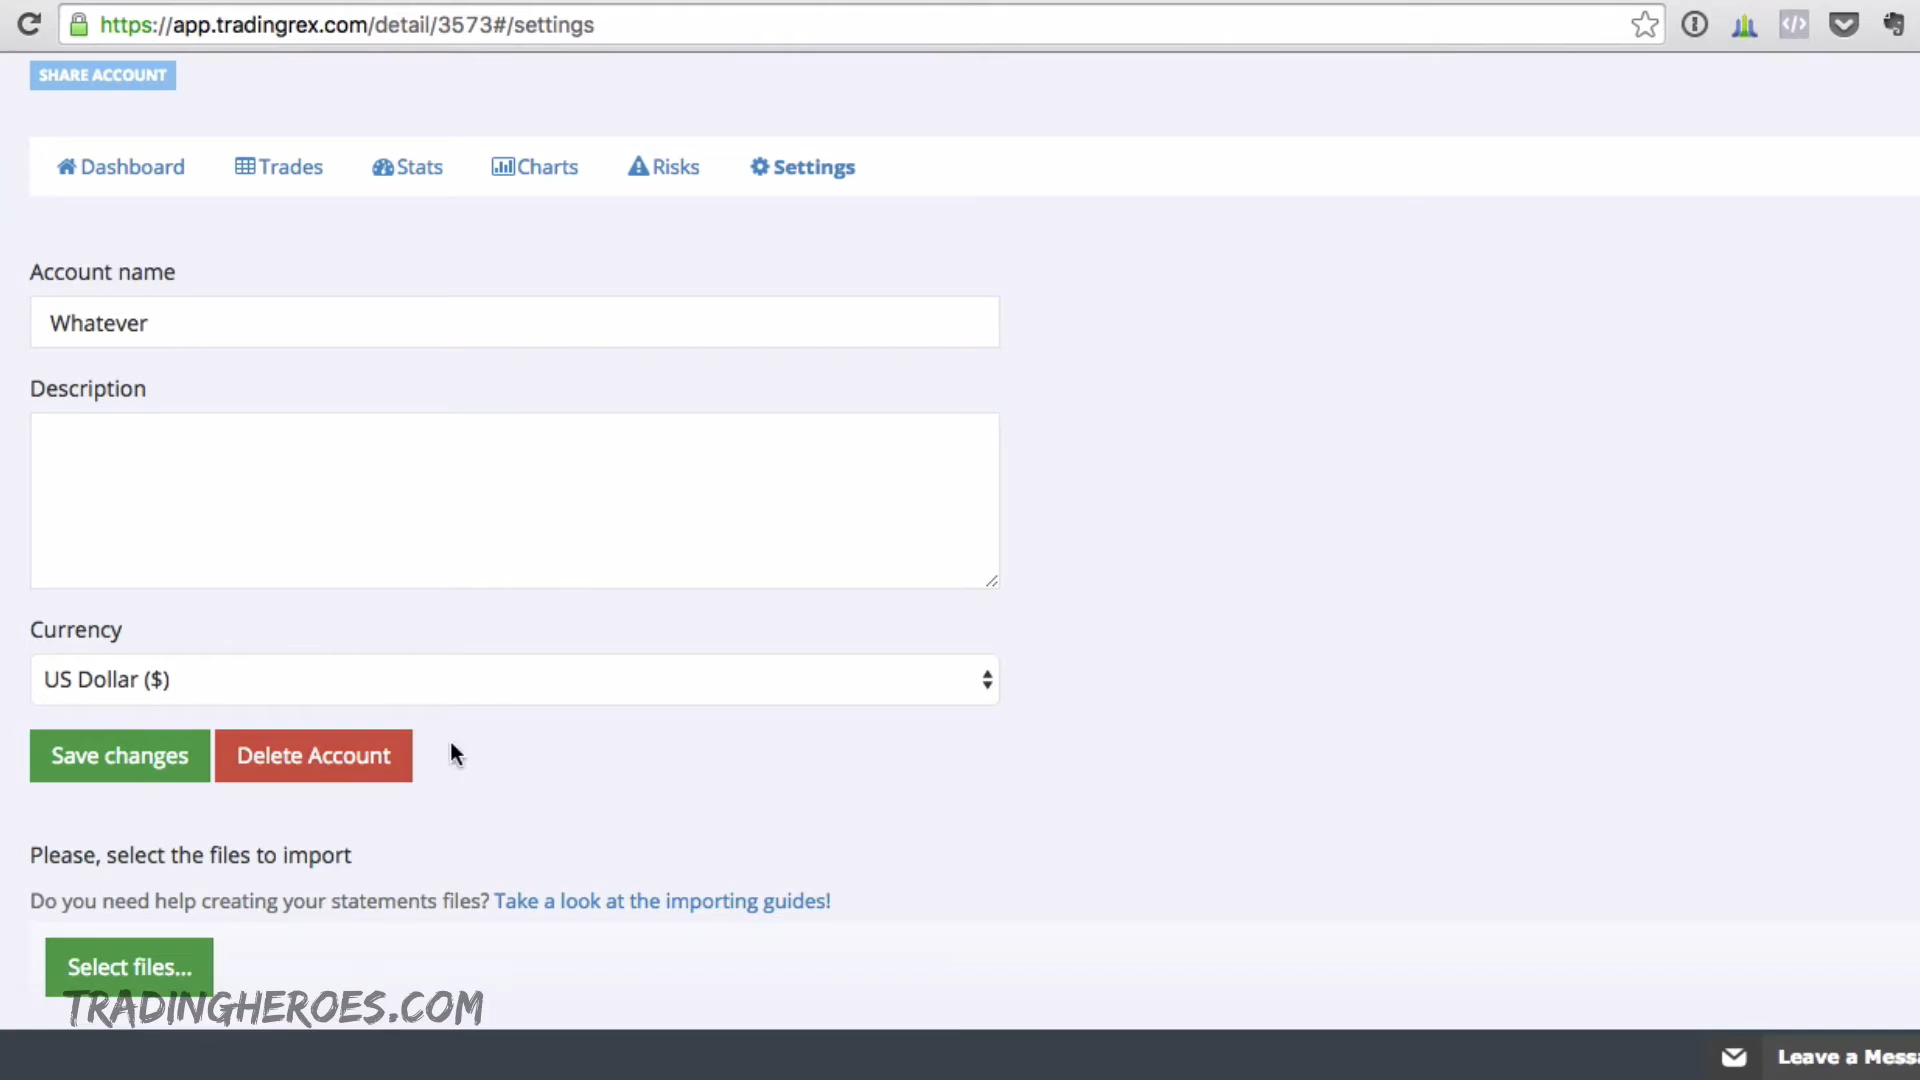 https://app.tradingrex.com/detail/3573#/settings
SHARE ACCOUNT
Dashboard Trades Stats Charts Risks Settings
Account name
Whatever
Description
Currency
US Dollar ($)
Save changes Delete Account
Please, select the files to import
Do you need help creating your statements files? Take a look at the importing guides!
Select files...
TRADINGHEROES.COM
Leave a Messa